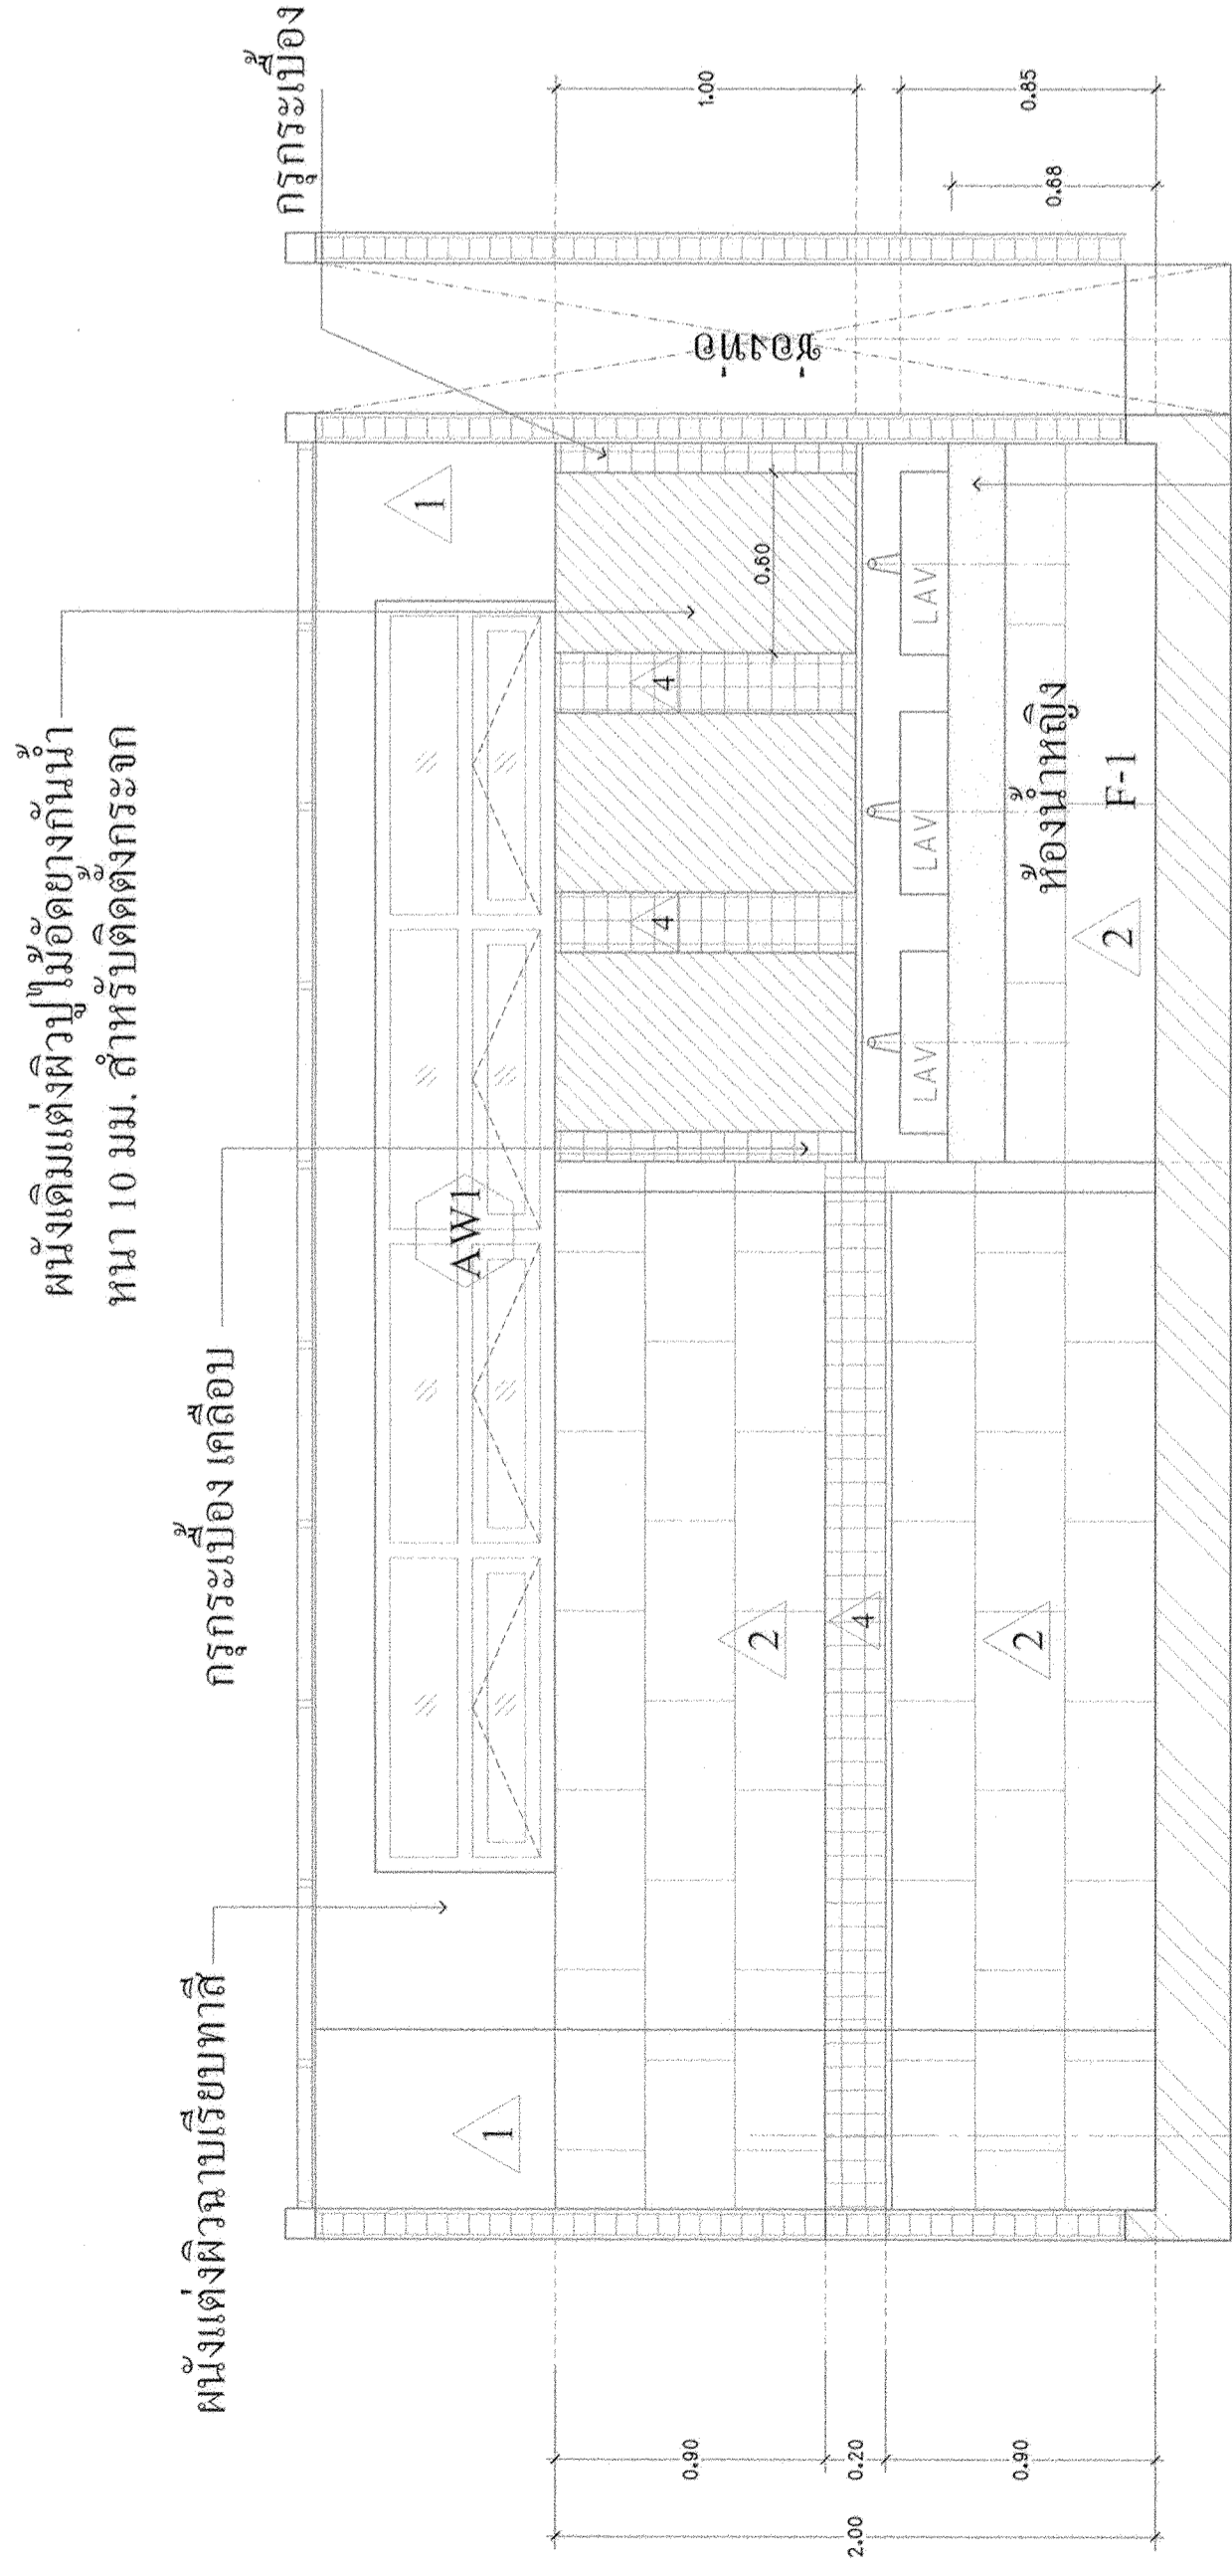 ผนังเดิมแต่งผิวปูไม้อัดยางกันน้ำ
หนา 10 มม. สำหรับติดตั้งกระจก
กรุกระเบื้อง เคลือบ
กรุกระเบื้อง
ผนังแต่งผิวฉาบเรียบทาสี
1
1
AW1
ช่องท่อ
4
4
0.60
2
4
2
LAV
LAV
LAV
ห้องน้ำหญิง
F-1
2
0.90
0.20
0.90
2.00
1.00
0.85
0.68